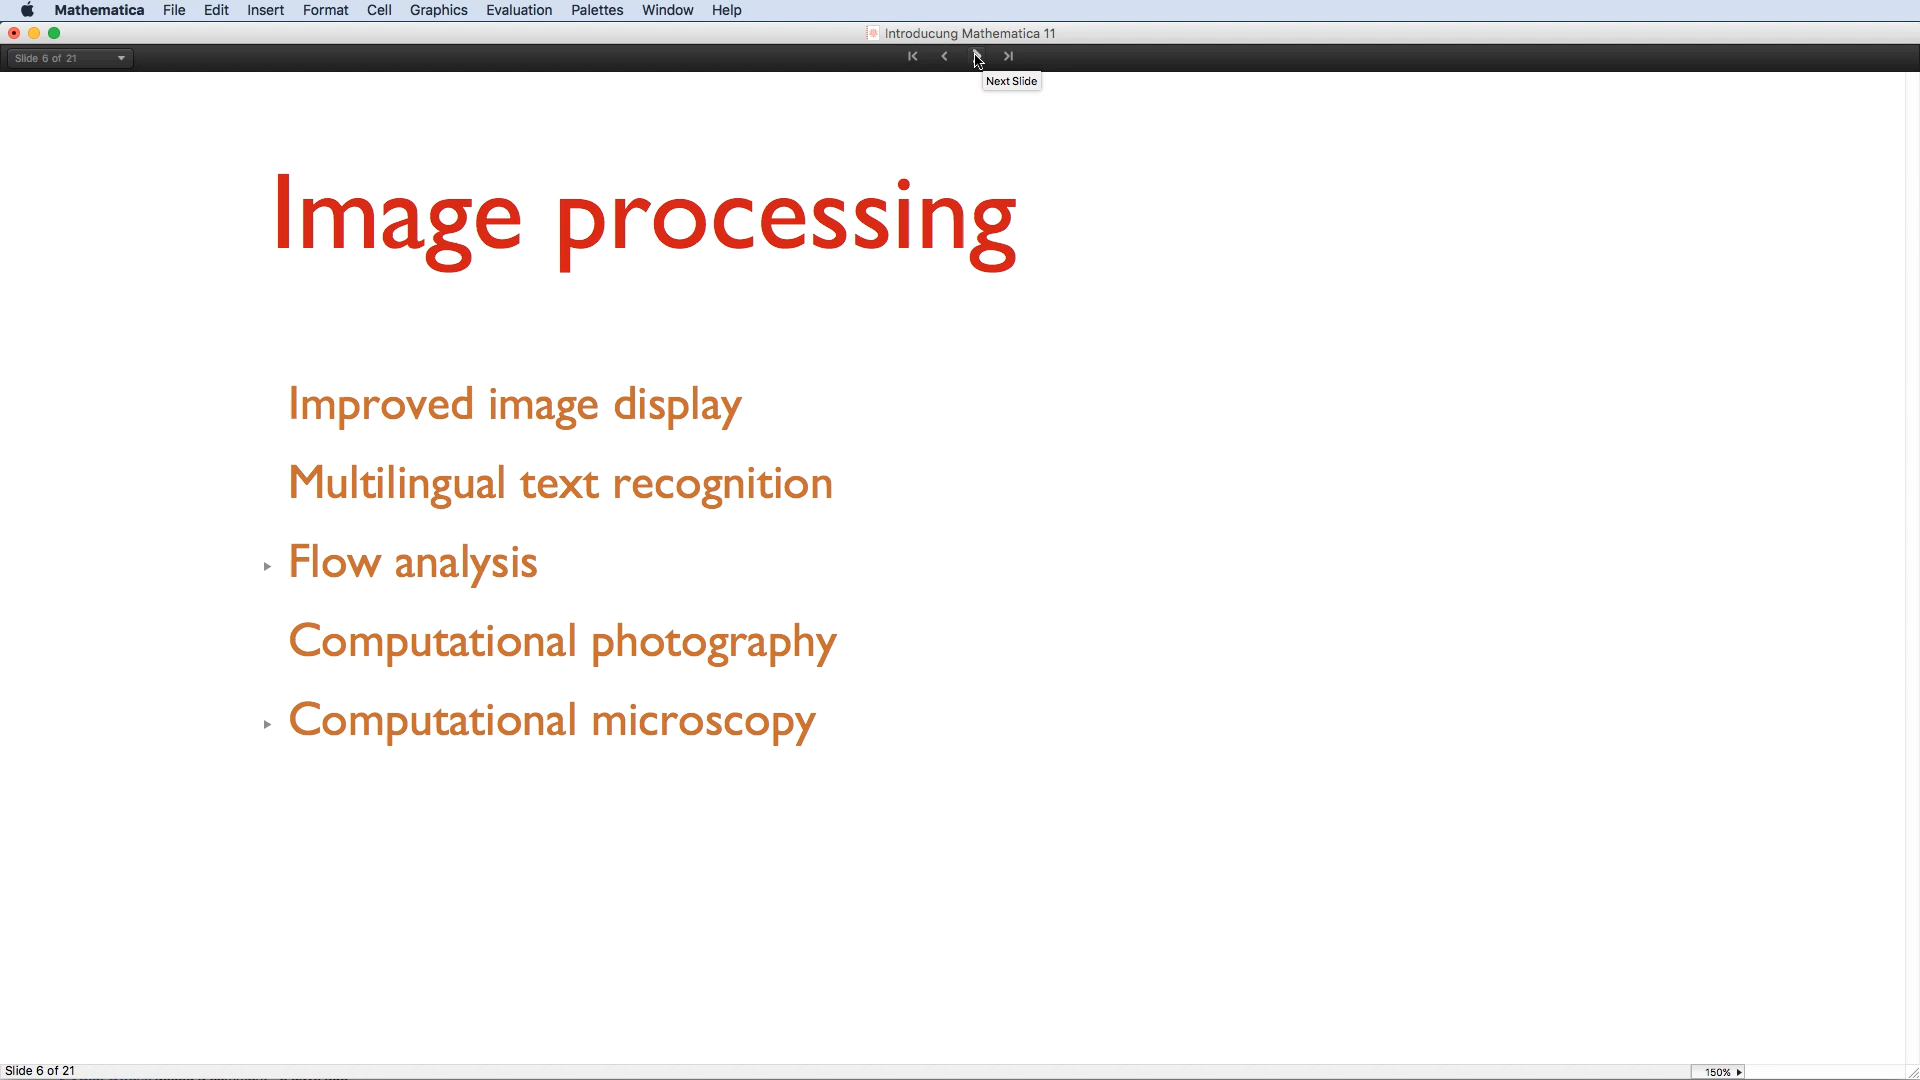 Mathematica File Edit Insert Format Cell Graphics Evaluation Palettes Window Help
Introducung Mathematica 11
Slide 6 of 21
Next Slide
Image processing
Improved image display
Multilingual text recognition
Flow analysis
Computational photography
Computational microscopy
Slide 6 of 21
150%